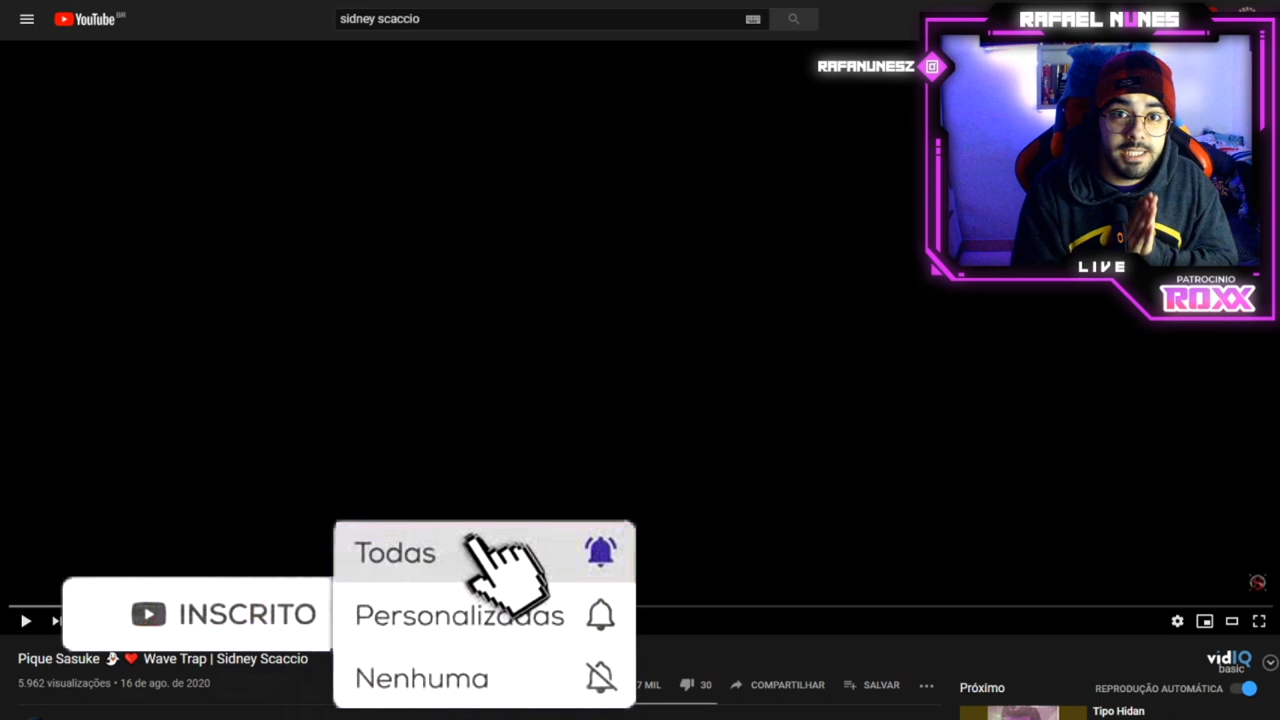 YouTube BR
sidney scaccio
RAFAEL NUNES
RAFANUNESZ
LIVE
PATROCINIO
ROXX
Todas
INSCRITO
Personalizadas
Nenhuma
Pique Sasuke 👻 ❤️ Wave Trap | Sidney Scaccio
5.962 visualizações • 16 de ago. de 2020
7 MIL
30
COMPARTILHAR
SALVAR
vidIQ
basic
Próximo
REPRODUÇÃO AUTOMÁTICA
Tipo Hidan